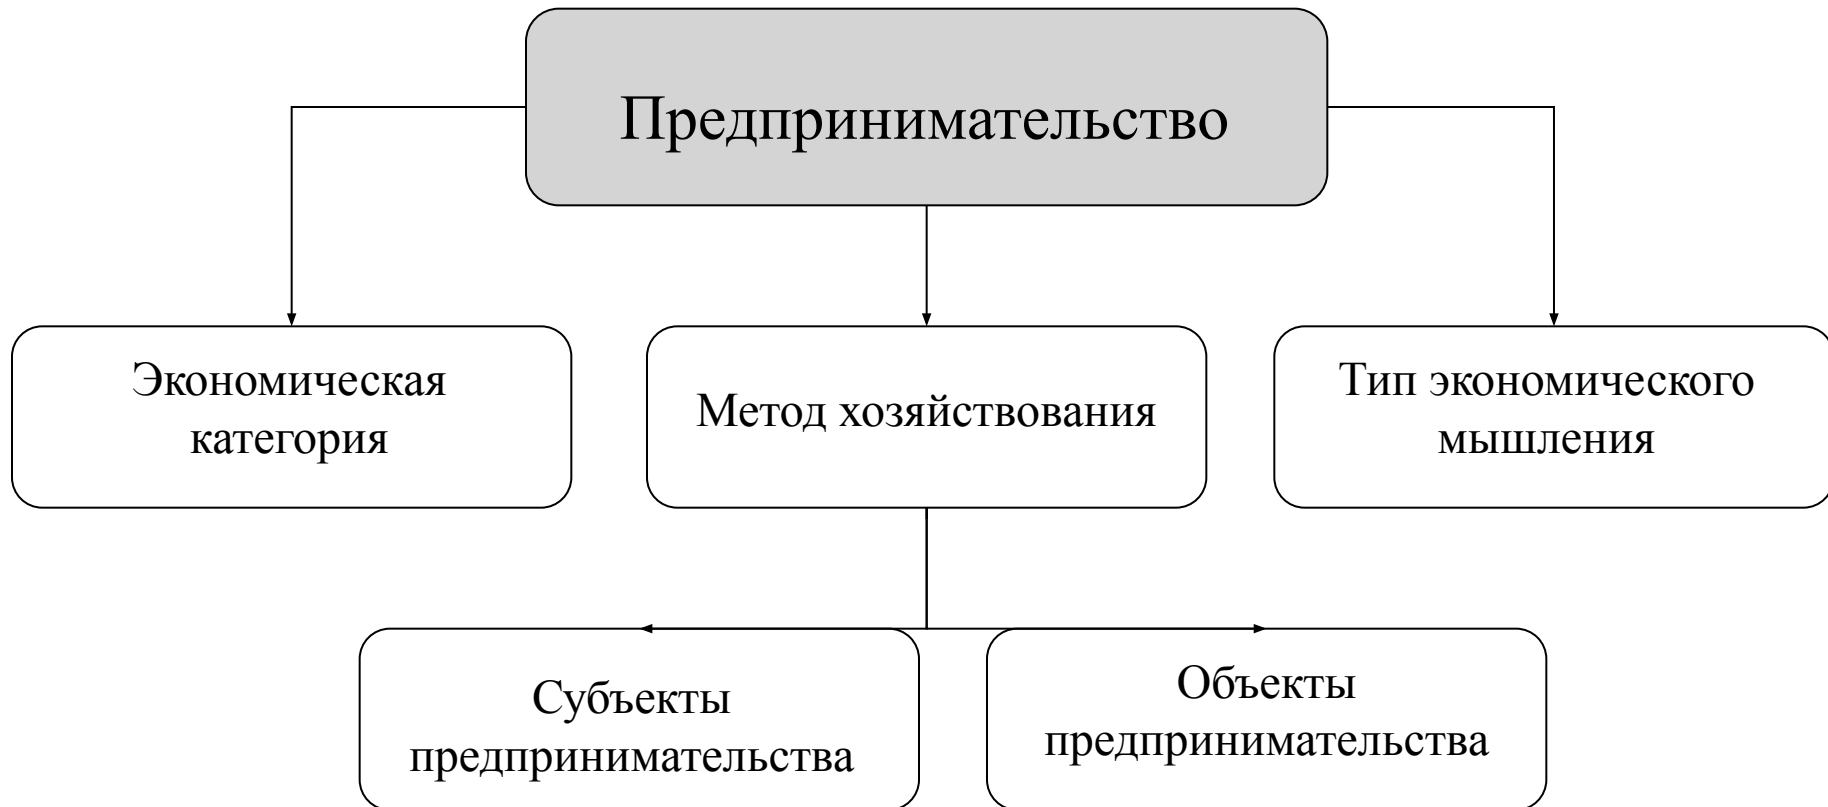 Предпринимательство
Экономическая
категория
Метод хозяйствования
Тип экономического
мышления
Субъекты
предпринимательства
Объекты
предпринимательства